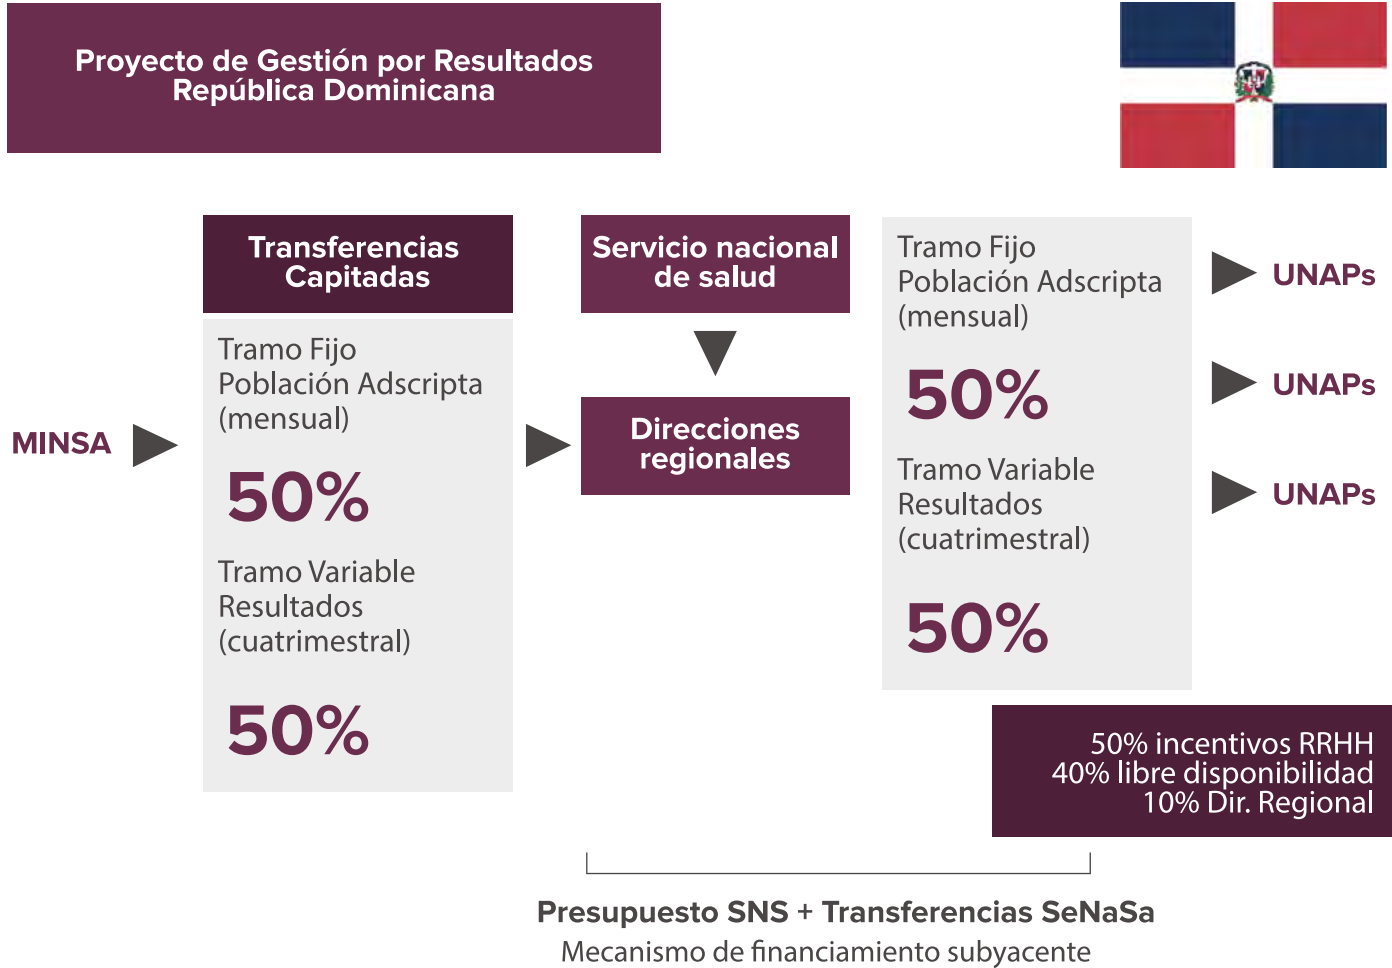 Proyecto de Gestión por Resultados
República Dominicana
MINSA
Transferencias
Capitadas
Tramo Fijo
Población Adscripta
(mensual)
50%
Tramo Variable
Resultados
(cuatrimestral)
50%
Servicio nacional
de salud
Direcciones
regionales
Tramo Fijo
Población Adscripta
(mensual)
50%
Tramo Variable
Resultados
(cuatrimestral)
50%
UNAPs
UNAPs
UNAPs
50% incentivos RRHH
40% libre disponibilidad
10% Dir. Regional
Presupuesto SNS + Transferencias SeNaSa
Mecanismo de financiamiento subyacente